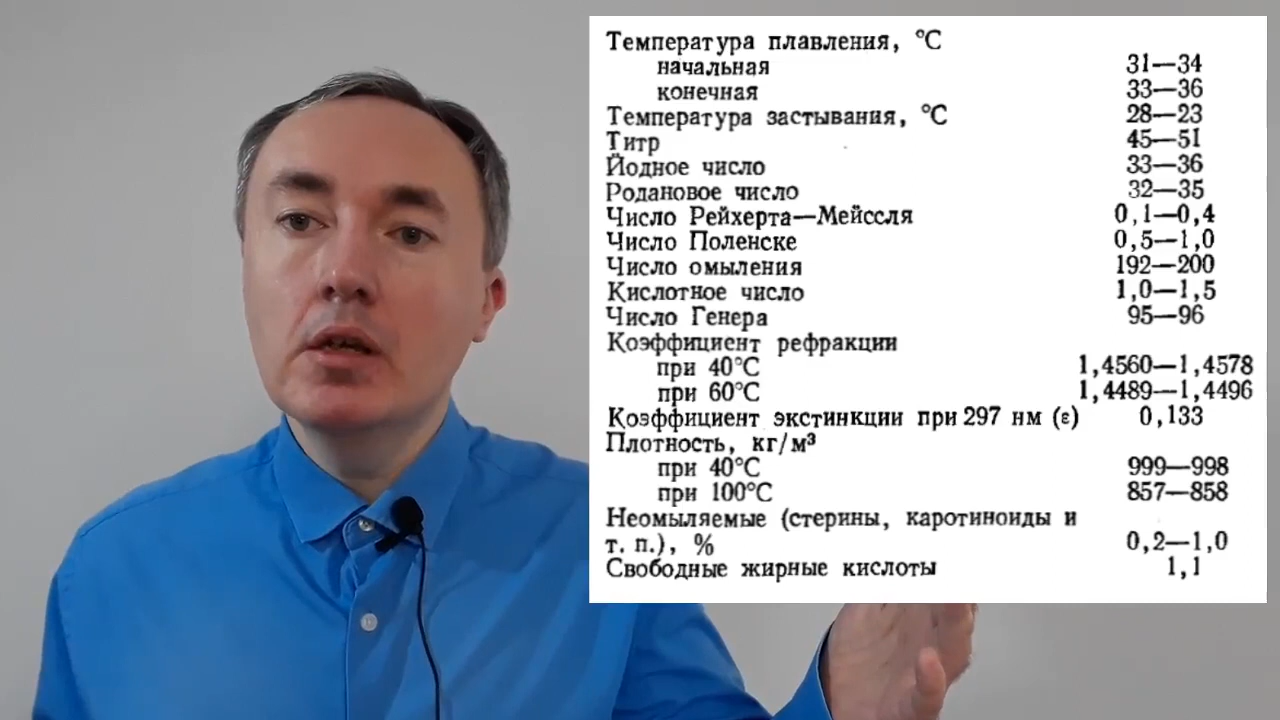 Температура плавления, °С
начальная 31—34
конечная 33—36
Температура застывания, °С 28—23
Титр 45—51
Йодное число 33—36
Родановое число 32—35
Число Рейхерта—Мейссля 0,1—0,4
Число Поленске 0,5—1,0
Число омыления 192—200
Кислотное число 1,0—1,5
Число Генера 95—96
Коэффициент рефракции
при 40°С 1,4560—1,4578
при 60°С 1,4489—1,4496
Коэффициент экстинкции при 297 нм (ε) 0,133
Плотность, кг/м³
при 40°С 999—998
при 100°С 857—858
Неомыляемые (стерины, каротиноиды и
т. п.), % 0,2—1,0
Свободные жирные кислоты 1,1